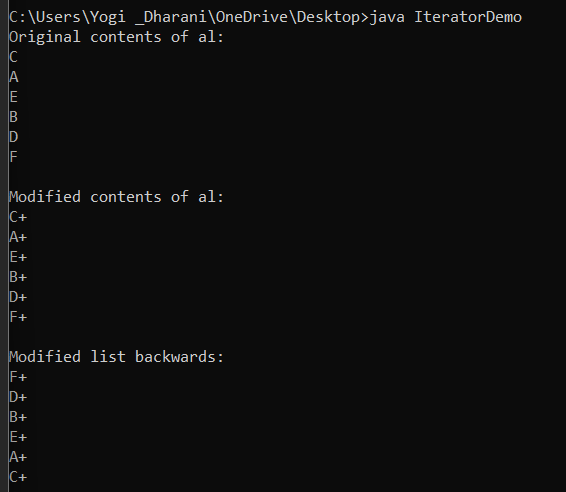 C:\Users\Yogi _Dharani\OneDrive\Desktop>java IteratorDemo
Original contents of al:
C
A
E
B
D
F
Modified contents of al:
C+
A+
E+
B+
D+
F+
Modified list backwards:
F+
D+
B+
E+
A+
C+